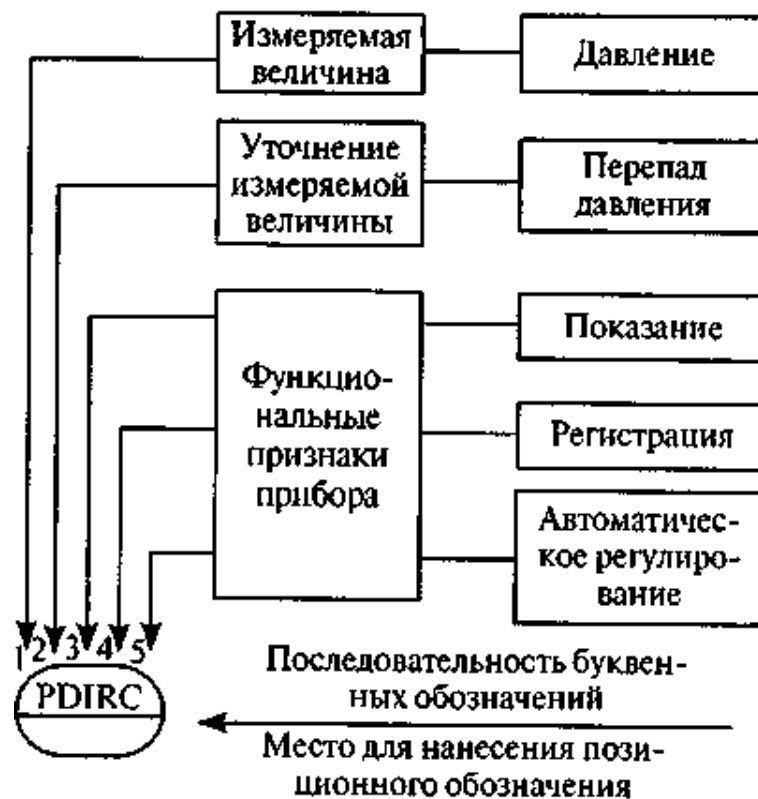 Измеряемая
величина
Давление
Уточнение
измеряемой
величины
Перепад
давления
Функцио-
нальные
признаки
прибора
Показание
Регистрация
Автоматичес-
кое регулиро-
вание
1 2 3 4 5
PDIRC
Последовательность буквен-
ных обозначений
Место для нанесения пози-
ционного обозначения